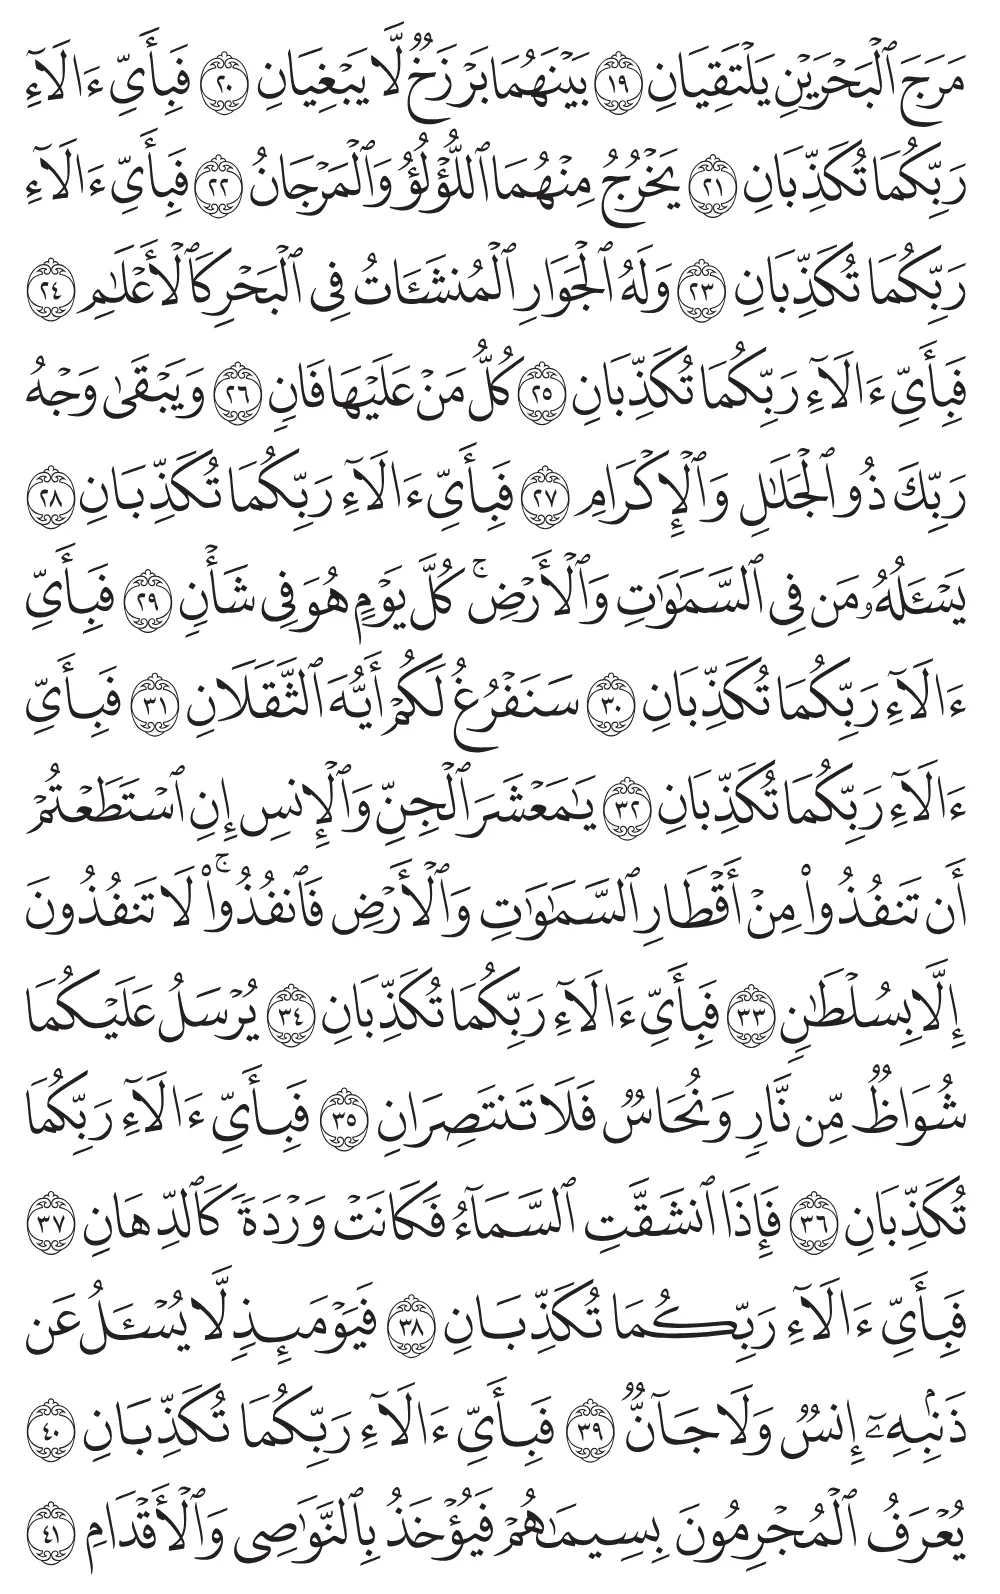 مَرَجَ ٱلْبَحْرَيْنِ يَلْتَقِيَانِ ١٩ بَيْنَهُمَا بَرْزَخٌ لَّا يَبْغِيَانِ ٢٠ فَبِأَيِّ ءَالَآءِ
رَبِّكُمَا تُكَذِّبَانِ ٢١ يَخْرُجُ مِنْهُمَا ٱللُّؤْلُؤُ وَٱلْمَرْجَانُ ٢٢ فَبِأَيِّ ءَالَآءِ
رَبِّكُمَا تُكَذِّبَانِ ٢٣ وَلَهُ ٱلْجَوَارِ ٱلْمُنشَـَٔاتُ فِى ٱلْبَحْرِ كَٱلْأَعْلَـٰمِ ٢٤
فَبِأَيِّ ءَالَآءِ رَبِّكُمَا تُكَذِّبَانِ ٢٥ كُلُّ مَنْ عَلَيْهَا فَانٍ ٢٦ وَيَبْقَىٰ وَجْهُ
رَبِّكَ ذُو ٱلْجَلَـٰلِ وَٱلْإِكْرَامِ ٢٧ فَبِأَيِّ ءَالَآءِ رَبِّكُمَا تُكَذِّبَانِ ٢٨
يَسْـَٔلُهُۥ مَن فِى ٱلسَّمَـٰوَٰتِ وَٱلْأَرْضِ ۚ كُلَّ يَوْمٍ هُوَ فِى شَأْنٍ ٢٩ فَبِأَيِّ
ءَالَآءِ رَبِّكُمَا تُكَذِّبَانِ ٣٠ سَنَفْرُغُ لَكُمْ أَيُّهَ ٱلثَّقَلَانِ ٣١ فَبِأَيِّ
ءَالَآءِ رَبِّكُمَا تُكَذِّبَانِ ٣٢ يَـٰمَعْشَرَ ٱلْجِنِّ وَٱلْإِنسِ إِنِ ٱسْتَطَعْتُمْ
أَن تَنفُذُوا۟ مِنْ أَقْطَارِ ٱلسَّمَـٰوَٰتِ وَٱلْأَرْضِ فَٱنفُذُوا۟ ۚ لَا تَنفُذُونَ
إِلَّا بِسُلْطَـٰنٍ ٣٣ فَبِأَيِّ ءَالَآءِ رَبِّكُمَا تُكَذِّبَانِ ٣٤ يُرْسَلُ عَلَيْكُمَا
شُوَاظٌ مِّن نَّارٍ وَنُحَاسٌ فَلَا تَنتَصِرَانِ ٣٥ فَبِأَيِّ ءَالَآءِ رَبِّكُمَا
تُكَذِّبَانِ ٣٦ فَإِذَا ٱنشَقَّتِ ٱلسَّمَآءُ فَكَانَتْ وَرْدَةً كَٱلدِّهَانِ ٣٧
فَبِأَيِّ ءَالَآءِ رَبِّكُمَا تُكَذِّبَانِ ٣٨ فَيَوْمَئِذٍ لَّا يُسْـَٔلُ عَن
ذَنۢبِهِۦٓ إِنسٌ وَلَا جَآنٌّ ٣٩ فَبِأَيِّ ءَالَآءِ رَبِّكُمَا تُكَذِّبَانِ ٤٠
يُعْرَفُ ٱلْمُجْرِمُونَ بِسِيمَـٰهُمْ فَيُؤْخَذُ بِٱلنَّوَٰصِى وَٱلْأَقْدَامِ ٤١